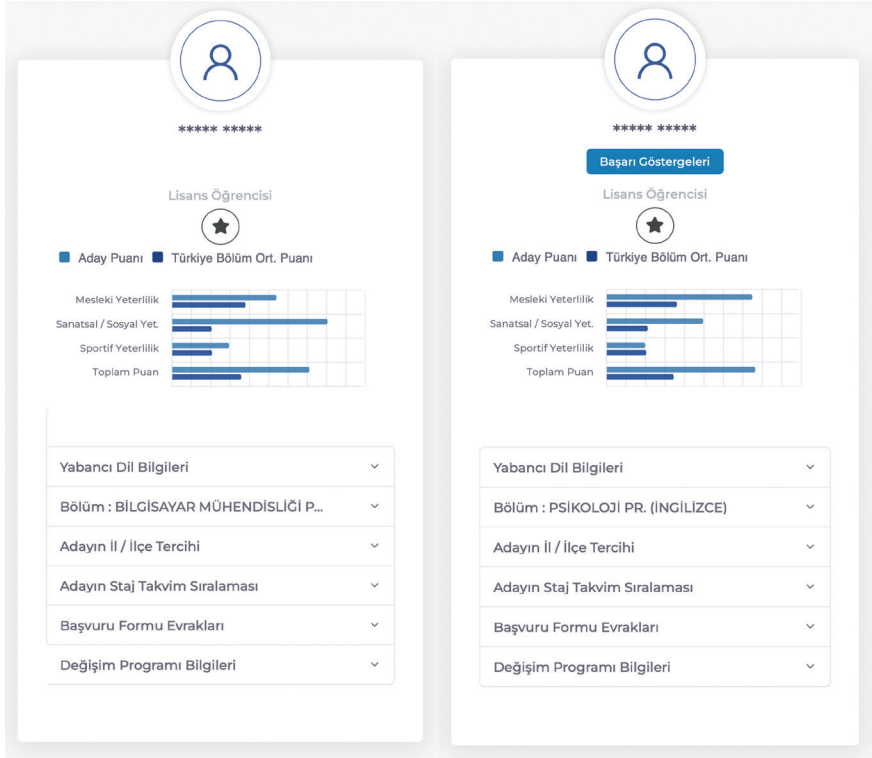 ***** *****
Lisans Öğrencisi
Aday Puanı Türkiye Bölüm Ort. Puanı
Mesleki Yeterlilik
Sanatsal / Sosyal Yet.
Sportif Yeterlilik
Toplam Puan
Yabancı Dil Bilgileri
Bölüm : BİLGİSAYAR MÜHENDİSLİĞİ P...
Adayın İl / İlçe Tercihi
Adayın Staj Takvim Sıralaması
Başvuru Formu Evrakları
Değişim Programı Bilgileri
***** *****
Başarı Göstergeleri
Lisans Öğrencisi
Aday Puanı Türkiye Bölüm Ort. Puanı
Mesleki Yeterlilik
Sanatsal / Sosyal Yet.
Sportif Yeterlilik
Toplam Puan
Yabancı Dil Bilgileri
Bölüm : PSİKOLOJİ PR. (İNGİLİZCE)
Adayın İl / İlçe Tercihi
Adayın Staj Takvim Sıralaması
Başvuru Formu Evrakları
Değişim Programı Bilgileri